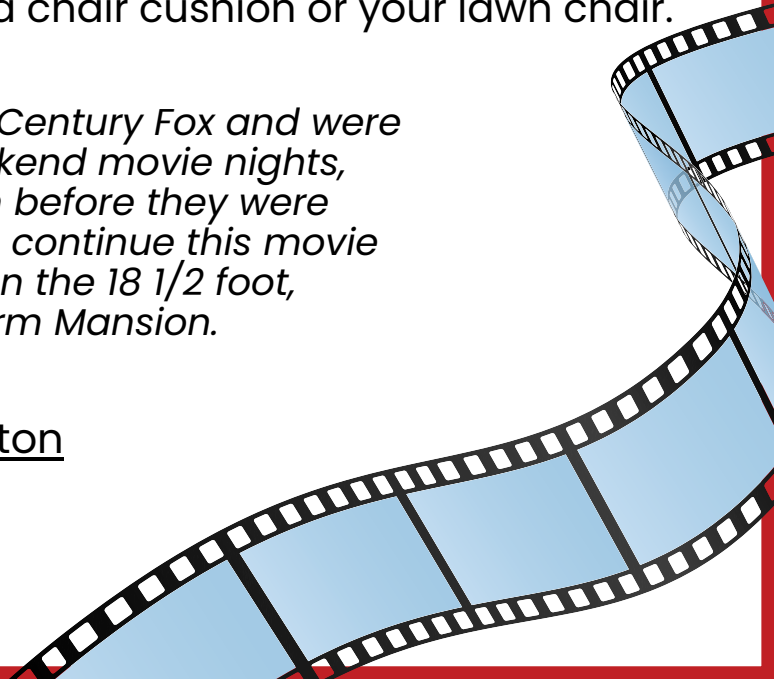 a chair cushion or your lawn chair.
Century Fox and were
kend movie nights,
before they were
continue this movie
n the 18 1/2 foot,
rm Mansion.
ton